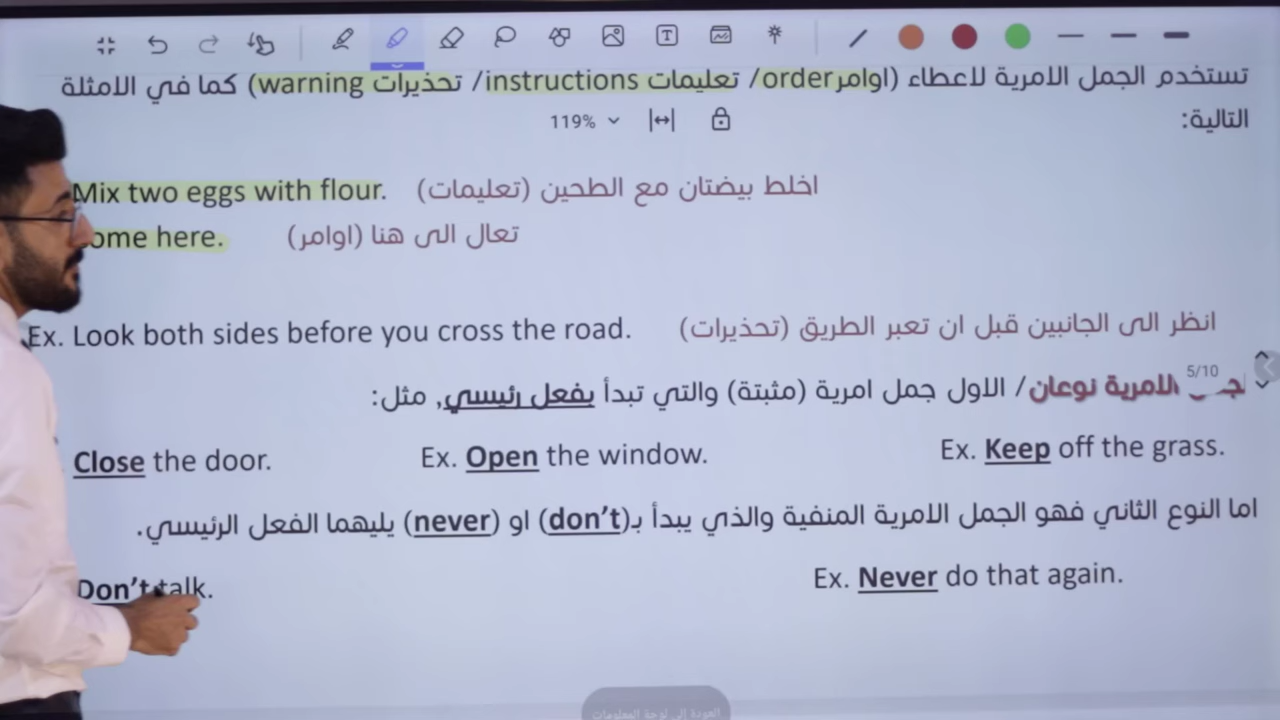 تستخدم الجمل الامرية لاعطاء (اوامرorder/ تعليمات instructions/ تحذيرات warning) كما في الامثلة
119%
التالية:
Mix two eggs with flour. اخلط بيضتان مع الطحين (تعليمات)
ome here. تعال الى هنا (اوامر)
Ex. Look both sides before you cross the road. انظر الى الجانبين قبل ان تعبر الطريق (تحذيرات)
5/10
الامرية نوعان/ الاول جمل امرية (مثبتة) والتي تبدأ بفعل رئيسي, مثل:
Close the door. Ex. Open the window. Ex. Keep off the grass.
اما النوع الثاني فهو الجمل الامرية المنفية والذي يبدأ بـ(don't) او (never) يليهما الفعل الرئيسي.
Don't talk. Ex. Never do that again.
العودة إلى لوحة المعلومات